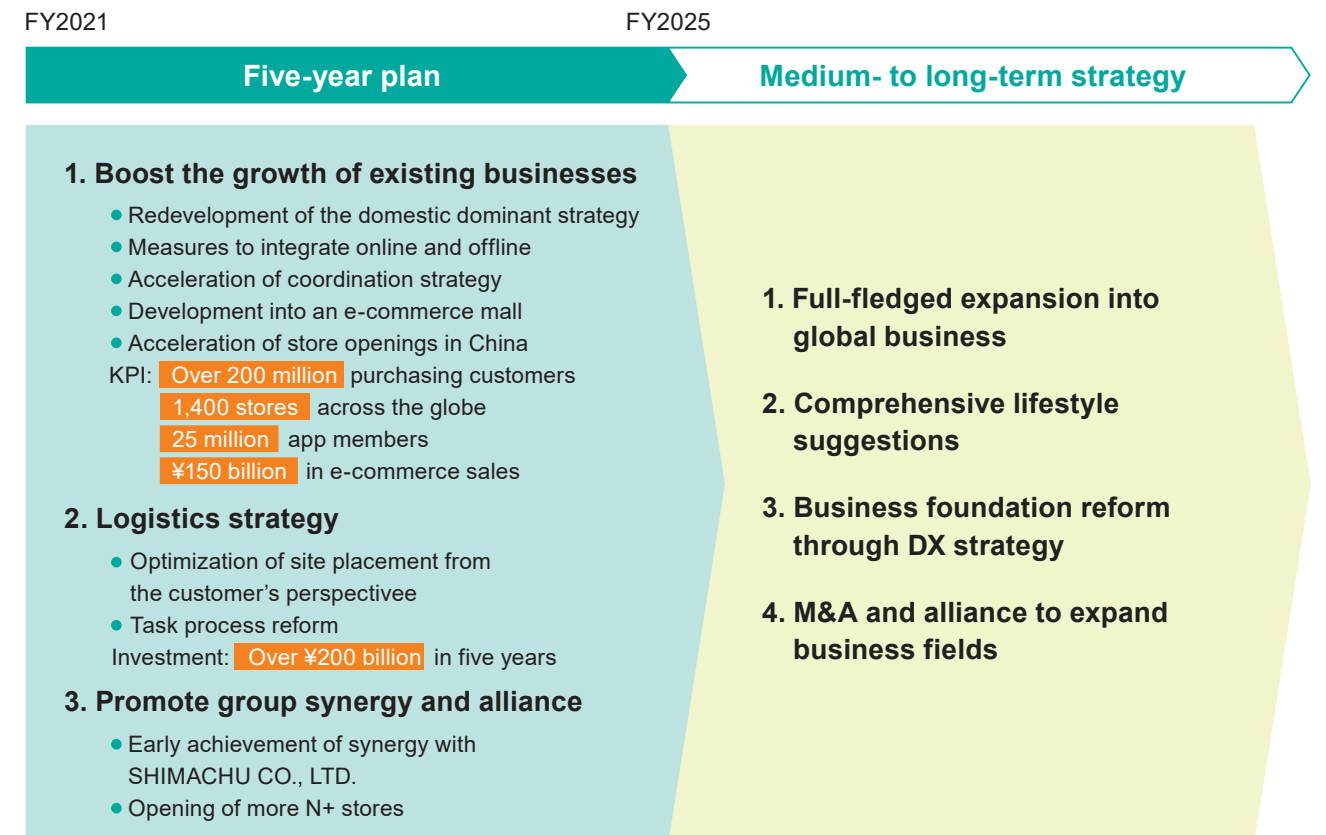 FY2021
FY2025
Five-year plan
Medium- to long-term strategy
1. Boost the growth of existing businesses
● Redevelopment of the domestic dominant strategy
● Measures to integrate online and offline
● Acceleration of coordination strategy
● Development into an e-commerce mall
● Acceleration of store openings in China
KPI: Over 200 million purchasing customers
1,400 stores across the globe
25 million app members
¥150 billion in e-commerce sales
2. Logistics strategy
● Optimization of site placement from
the customer's perspectivee
● Task process reform
Investment: Over ¥200 billion in five years
3. Promote group synergy and alliance
● Early achievement of synergy with
SHIMACHU CO., LTD.
● Opening of more N+ stores
1. Full-fledged expansion into
global business
2. Comprehensive lifestyle
suggestions
3. Business foundation reform
through DX strategy
4. M&A and alliance to expand
business fields